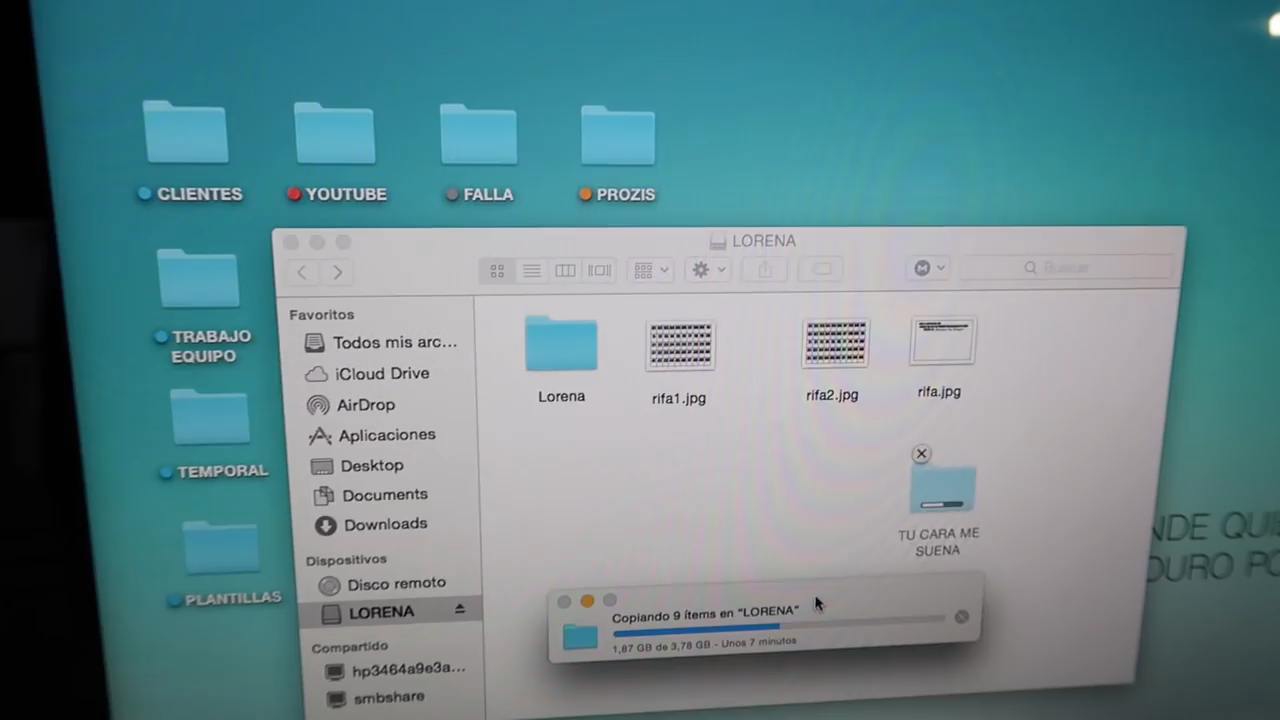 CLIENTES
YOUTUBE
FALLA
PROZIS
TRABAJO
EQUIPO
TEMPORAL
PLANTILLAS
LORENA
Buscar
Favoritos
Todos mis arc...
iCloud Drive
AirDrop
Aplicaciones
Desktop
Documents
Downloads
Dispositivos
Disco remoto
LORENA
Compartido
hp3464a9e3a...
smbshare
Lorena
rifa1.jpg
rifa2.jpg
rifa.jpg
TU CARA ME
SUENA
Copiando 9 ítems en "LORENA"
1,87 GB de 3,78 GB - Unos 7 minutos
NDE QUI
DURO PO